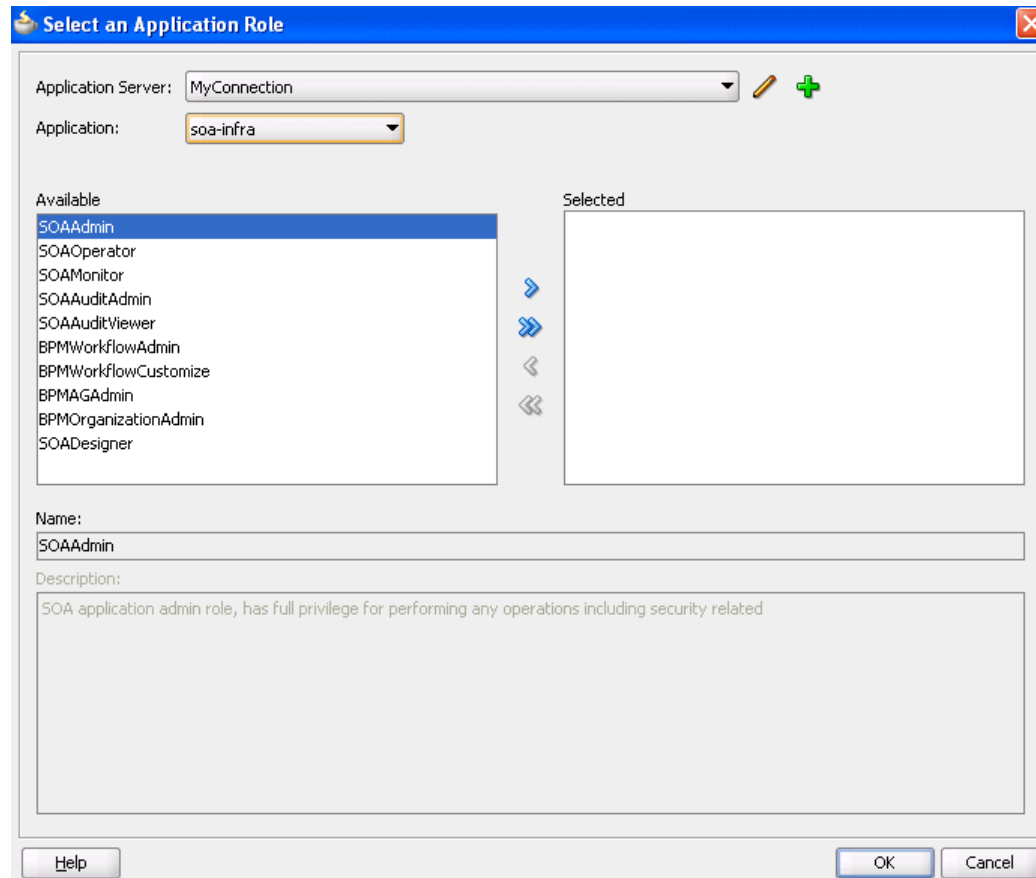 Select an Application Role
Application Server: MyConnection
Application: soa-infra
Available
SOAAdmin
SOAOperator
SOAMonitor
SOAAuditAdmin
SOAAuditViewer
BPMWorkflowAdmin
BPMWorkflowCustomize
BPMAGAdmin
BPMOrganizationAdmin
SOADesigner
Selected
Name:
SOAAdmin
Description:
SOA application admin role, has full privilege for performing any operations including security related
Help OK Cancel